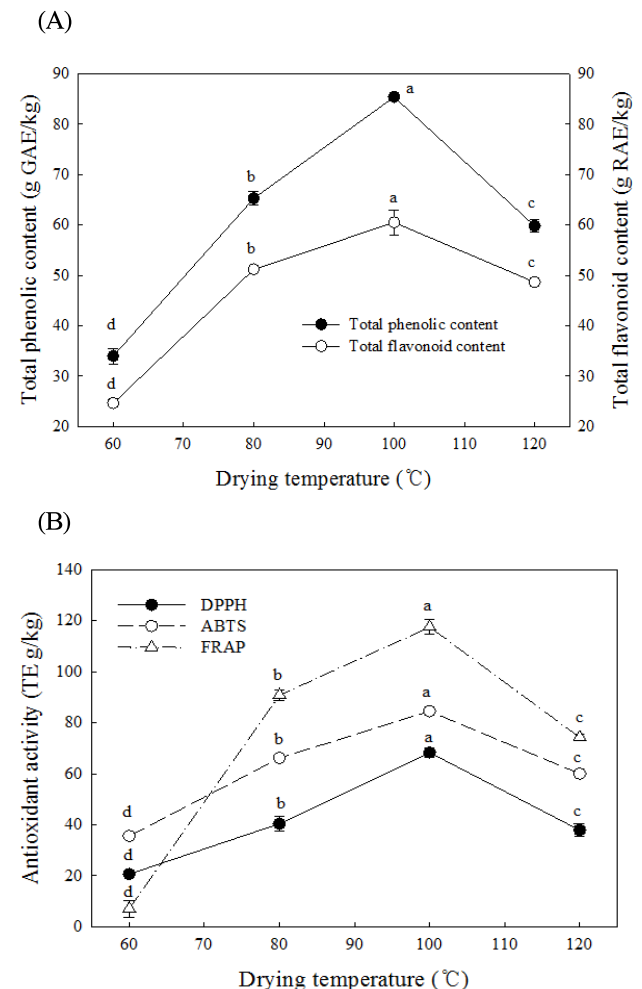 (A)
Total phenolic content (g GAE/kg)
90
80
70
60
50
40
30
20
a
b
c
d
a
b
c
d
Total phenolic content
Total flavonoid content
90
80
70
60
50
40
30
20
Total flavonoid content (g RAE/kg)
60 70 80 90 100 110 120
Drying temperature (℃)
(B)
Antioxidant activity (TE g/kg)
140
120
100
80
60
40
20
0
DPPH
ABTS
FRAP
a
b
c
a
b
c
d
a
b
c
d
d
60 70 80 90 100 110 120
Drying temperature (℃)